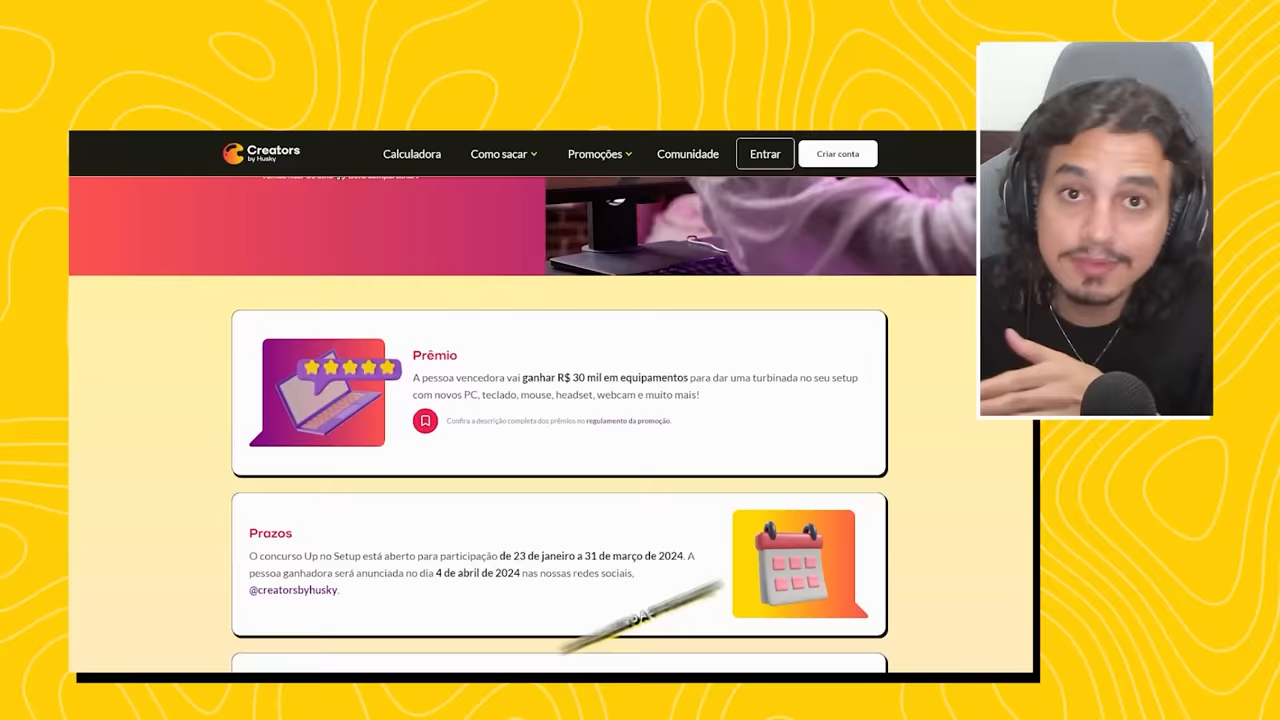 Creators
by Husky
Calculadora
Como sacar
Promoções
Comunidade
Entrar
Criar conta
Prêmio
A pessoa vencedora vai ganhar R$ 30 mil em equipamentos para dar uma turbinada no seu setup
com novos PC, teclado, mouse, headset, webcam e muito mais!
Confira a descrição completa dos prêmios no regulamento da promoção.
Prazos
O concurso Up no Setup está aberto para participação de 23 de janeiro a 31 de março de 2024. A
pessoa ganhadora será anunciada no dia 4 de abril de 2024 nas nossas redes sociais,
@creatorsbyhusky.